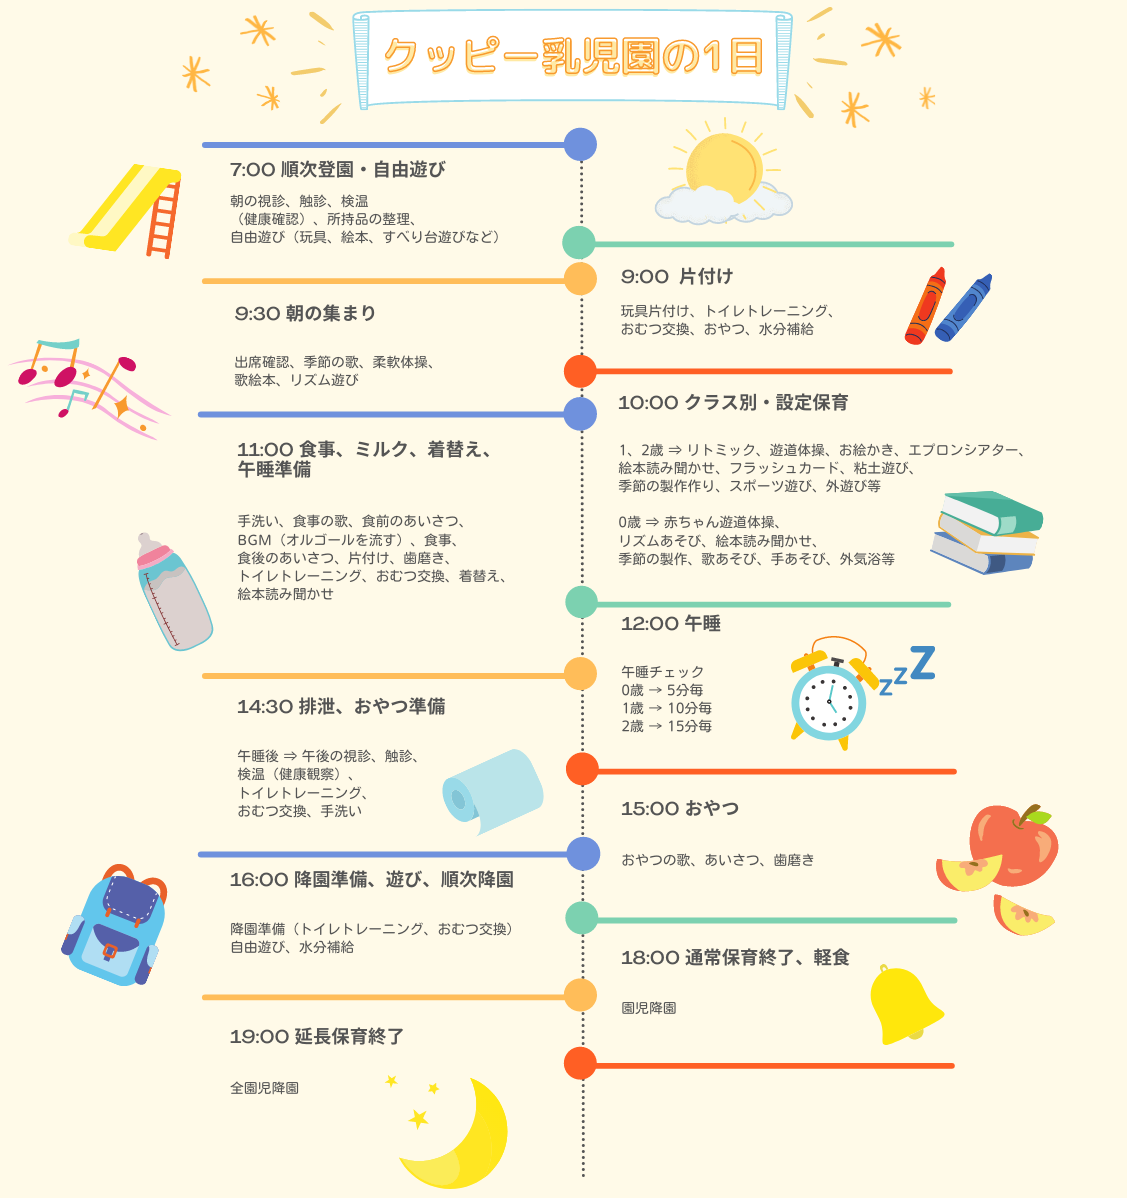 クッピー乳児園の1日
7:00 順次登園・自由遊び
朝の視診、触診、検温
（健康確認）、所持品の整理、
自由遊び（玩具、絵本、すべり台遊びなど）
9:00 片付け
玩具片付け、トイレトレーニング、
おむつ交換、おやつ、水分補給
9:30 朝の集まり
出席確認、季節の歌、柔軟体操、
歌絵本、リズム遊び
10:00 クラス別・設定保育
1、2歳 ⇒ リトミック、遊道体操、お絵かき、エプロンシアター、
絵本読み聞かせ、フラッシュカード、粘土遊び、
季節の製作作り、スポーツ遊び、外遊び等
0歳 ⇒ 赤ちゃん遊道体操、
リズムあそび、絵本読み聞かせ、
季節の製作、歌あそび、手あそび、外気浴等
11:00 食事、ミルク、着替え、
午睡準備
手洗い、食事の歌、食前のあいさつ、
BGM（オルゴールを流す）、食事、
食後のあいさつ、片付け、歯磨き、
トイレトレーニング、おむつ交換、着替え、
絵本読み聞かせ
12:00 午睡
午睡チェック
0歳 → 5分毎
1歳 → 10分毎
2歳 → 15分毎
z z Z
14:30 排泄、おやつ準備
午睡後 ⇒ 午後の視診、触診、
検温（健康観察）、
トイレトレーニング、
おむつ交換、手洗い
15:00 おやつ
おやつの歌、あいさつ、歯磨き
16:00 降園準備、遊び、順次降園
降園準備（トイレトレーニング、おむつ交換）
自由遊び、水分補給
18:00 通常保育終了、軽食
園児降園
19:00 延長保育終了
全園児降園